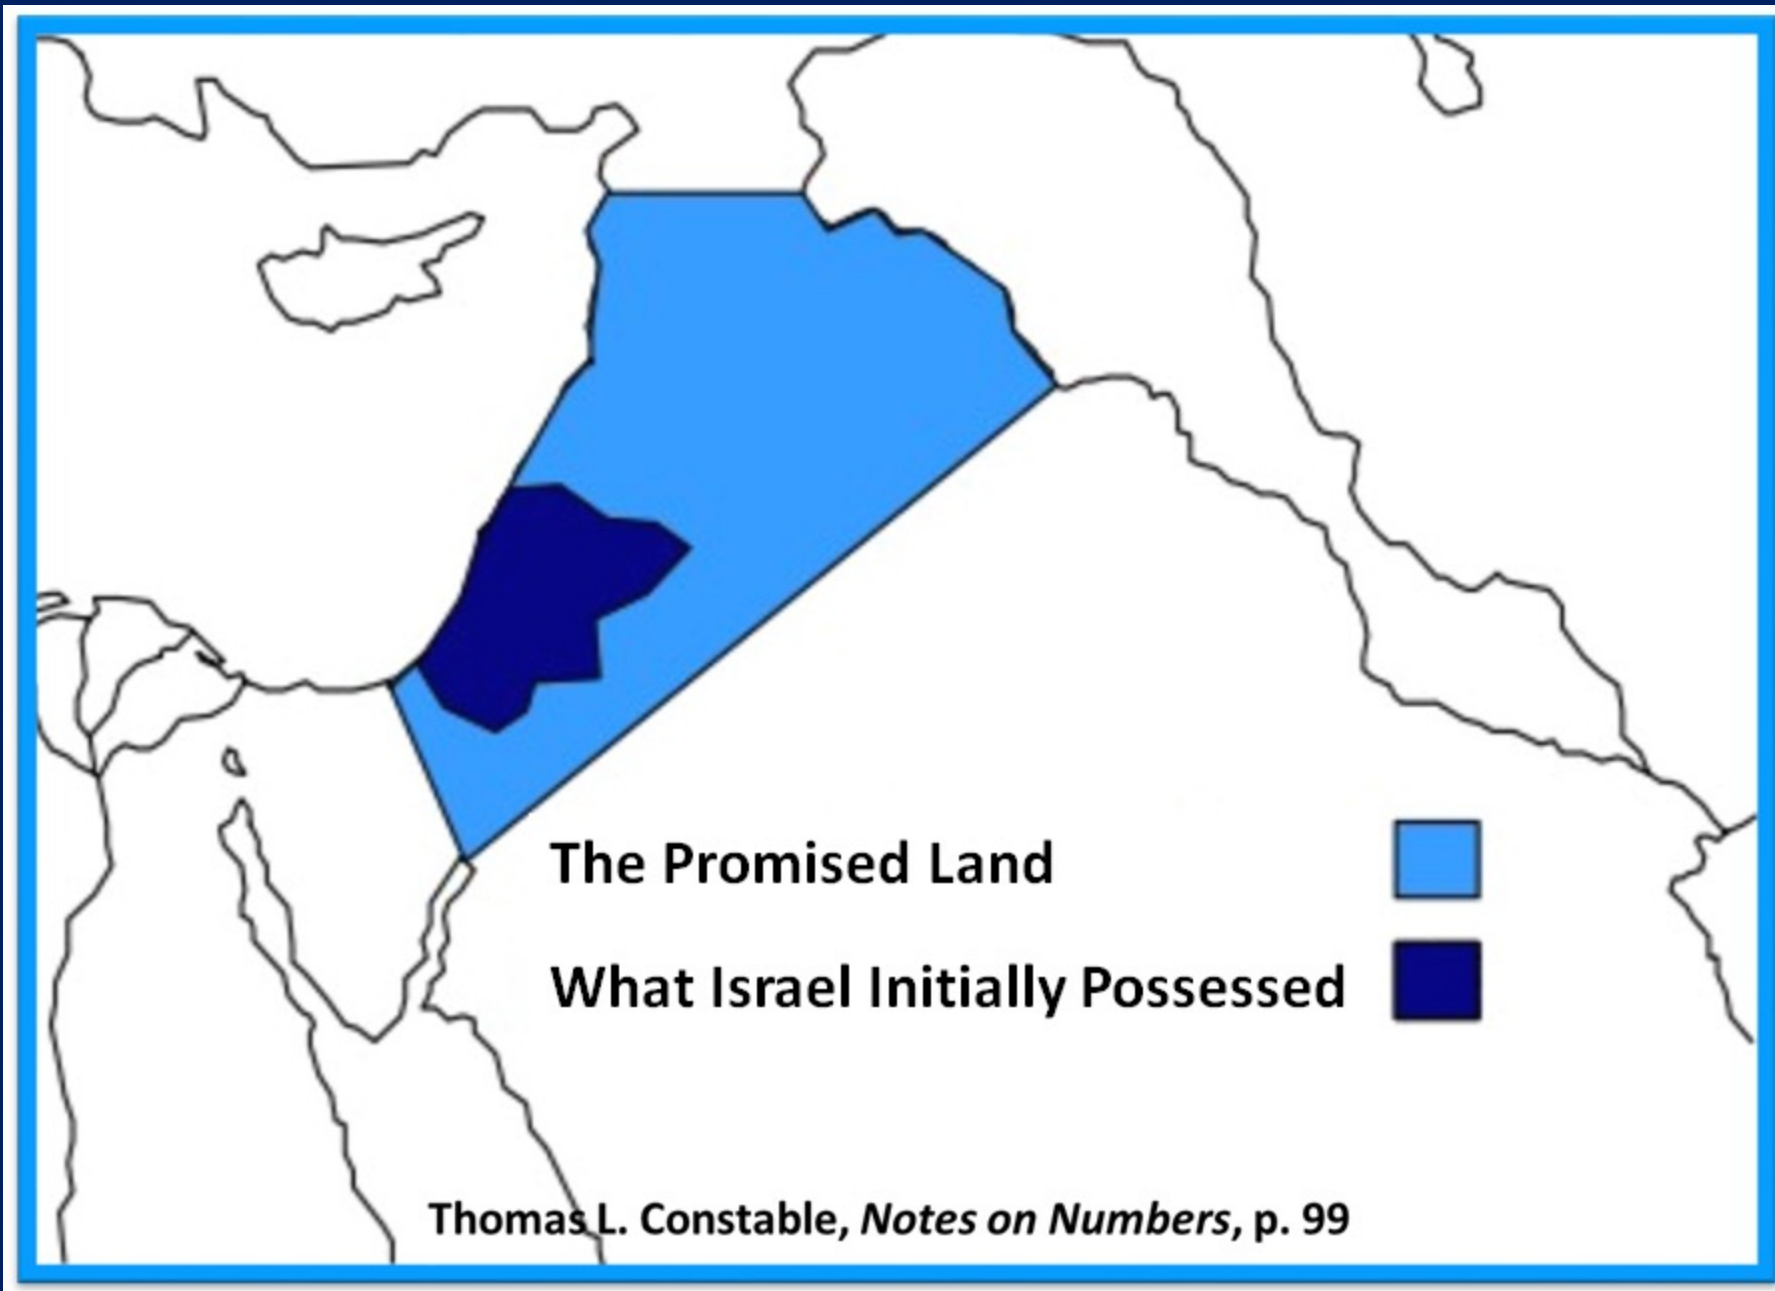 The Promised Land
What Israel Initially Possessed
Thomas L. Constable, Notes on Numbers, p. 99